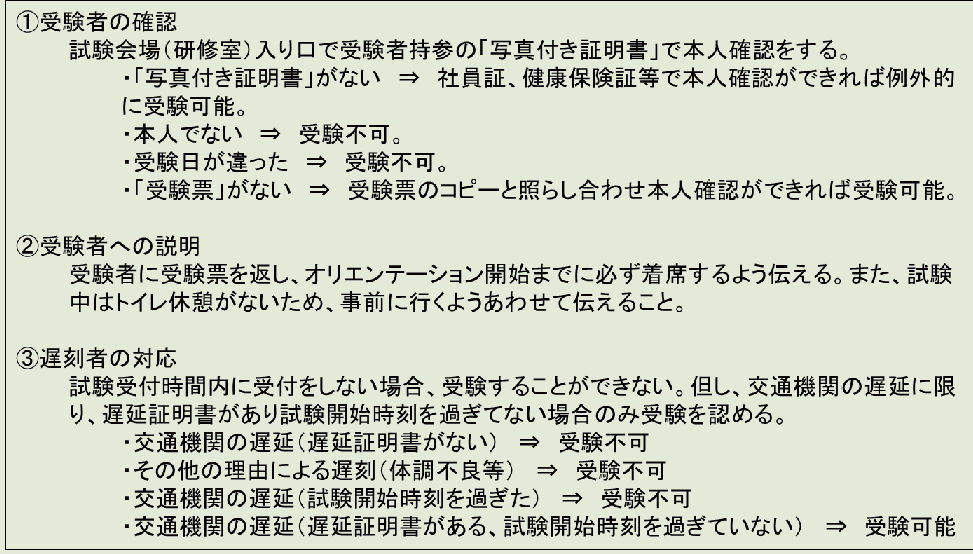 ①受験者の確認
試験会場(研修室)入り口で受験者持参の「写真付き証明書」で本人確認をする。
・「写真付き証明書」がない ⇒ 社員証、健康保険証等で本人確認ができれば例外的
に受験可能。
・本人でない ⇒ 受験不可。
・受験日が違った ⇒ 受験不可。
・「受験票」がない ⇒ 受験票のコピーと照らし合わせ本人確認ができれば受験可能。
②受験者への説明
受験者に受験票を返し、オリエンテーション開始までに必ず着席するよう伝える。また、試験
中はトイレ休憩がないため、事前に行くようあわせて伝えること。
③遅刻者の対応
試験受付時間内に受付をしない場合、受験することができない。但し、交通機関の遅延に限
り、遅延証明書があり試験開始時刻を過ぎてない場合のみ受験を認める。
・交通機関の遅延(遅延証明書がない) ⇒ 受験不可
・その他の理由による遅刻(体調不良等) ⇒ 受験不可
・交通機関の遅延(試験開始時刻を過ぎた) ⇒ 受験不可
・交通機関の遅延(遅延証明書がある、試験開始時刻を過ぎていない) ⇒ 受験可能